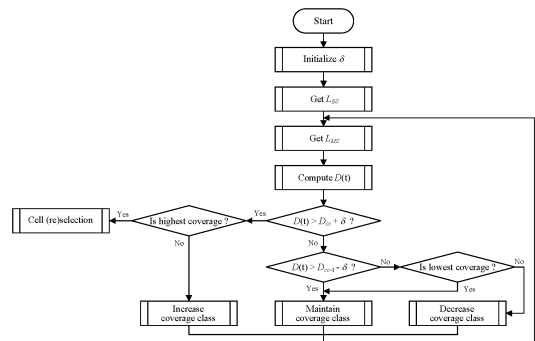 Start
Initialize δ
Get L_BS
Get L_MS
Compute D(t)
D(t) > D_cc + δ ?
Yes
Is highest coverage ?
Yes
Cell (re)selection
No
No
D(t) > D_cc-1 - δ ?
No
Is lowest coverage ?
No
Yes
Yes
Increase
coverage class
Maintain
coverage class
Decrease
coverage class